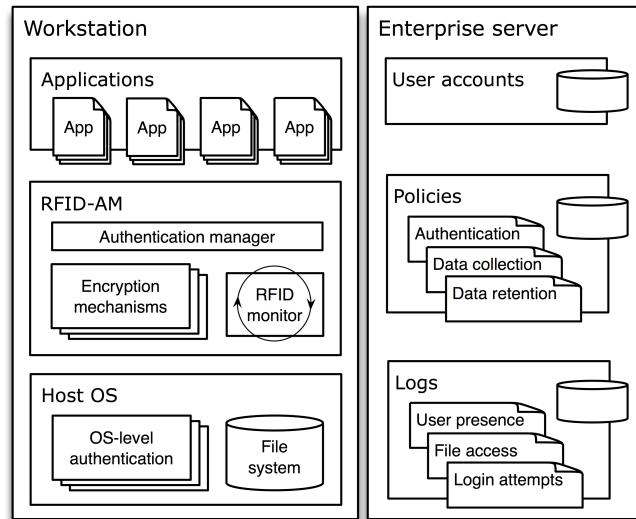 Workstation
Applications
App App App App
RFID-AM
Authentication manager
Encryption
mechanisms
RFID
monitor
Host OS
OS-level
authentication
File
system
Enterprise server
User accounts
Policies
Authentication
Data collection
Data retention
Logs
User presence
File access
Login attempts